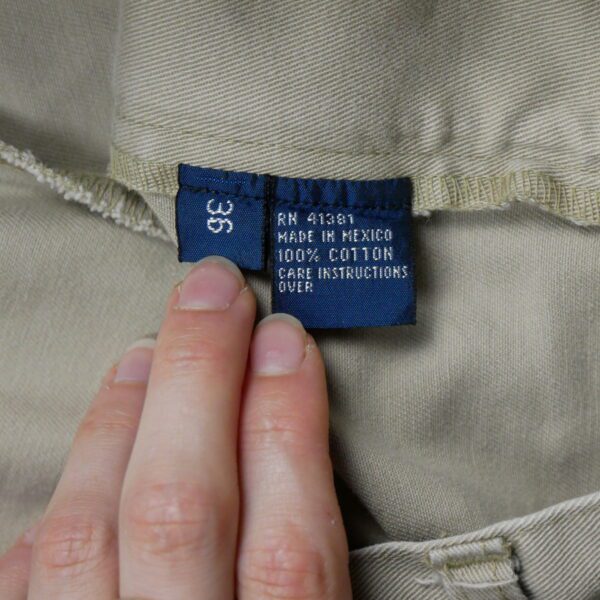 36
RN 41381
MADE IN MEXICO
100% COTTON
CARE INSTRUCTIONS
OVER